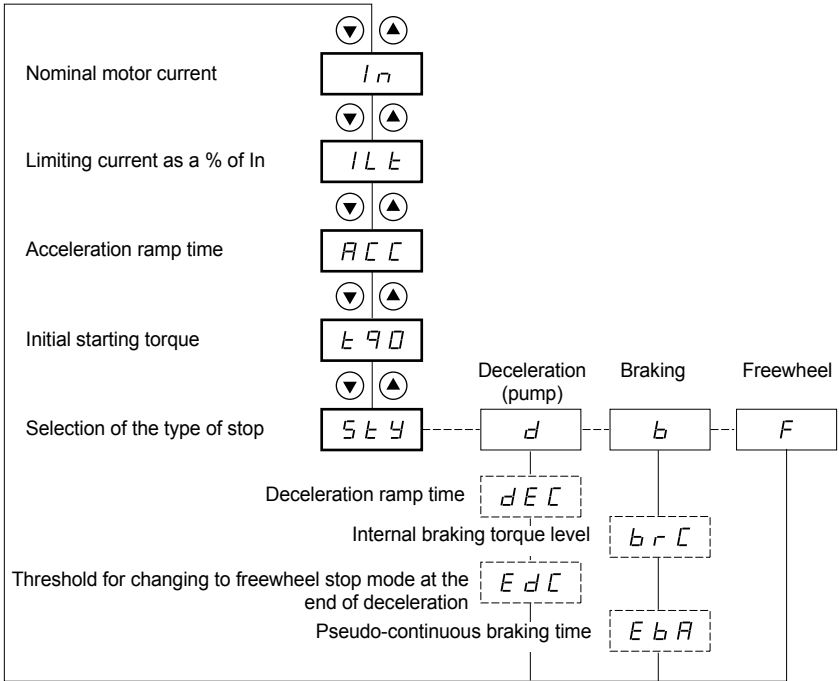 Nominal motor current
In
Limiting current as a % of In
ILt
Acceleration ramp time
ACC
Initial starting torque
tq0
Deceleration
(pump)
Braking
Freewheel
Selection of the type of stop
StY
d
b
F
Deceleration ramp time
dEC
Internal braking torque level
brC
Threshold for changing to freewheel stop mode at the
end of deceleration
EdC
Pseudo-continuous braking time
EbA